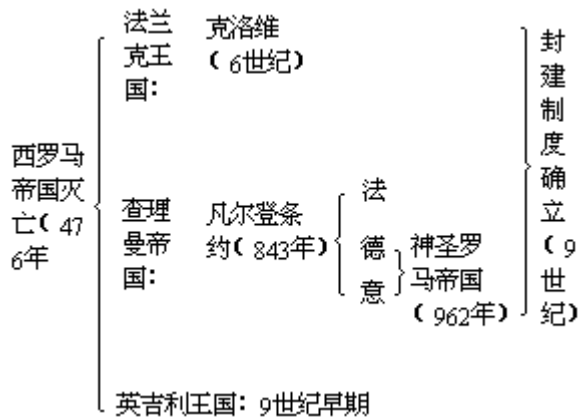 西罗马
帝国灭
亡(47
6年
法兰
克王
国：
克洛维
(6世纪)
查理
曼帝
国：
凡尔登条
约(843年)
法
德
意
神圣罗
马帝国
(962年)
英吉利王国：9世纪早期
封
建
制
度
确
立
(9
世
纪)